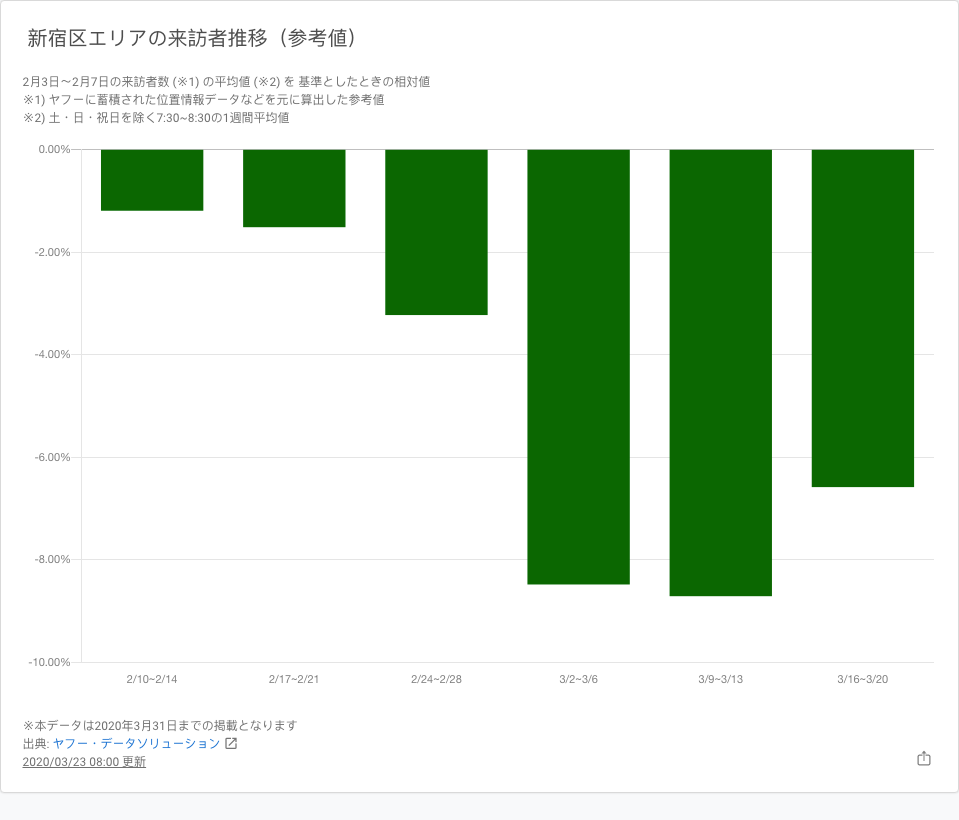 新宿区エリアの来訪者推移（参考値）
2月3日～2月7日の来訪者数 (※1) の平均値 (※2) を 基準としたときの相対値
※1) ヤフーに蓄積された位置情報データなどを元に算出した参考値
※2) 土・日・祝日を除く7:30~8:30の1週間平均値
0.00%
-2.00%
-4.00%
-6.00%
-8.00%
-10.00%
2/10~2/14 2/17~2/21 2/24~2/28 3/2~3/6 3/9~3/13 3/16~3/20
※本データは2020年3月31日までの掲載となります
出典: ヤフー・データソリューション
2020/03/23 08:00 更新